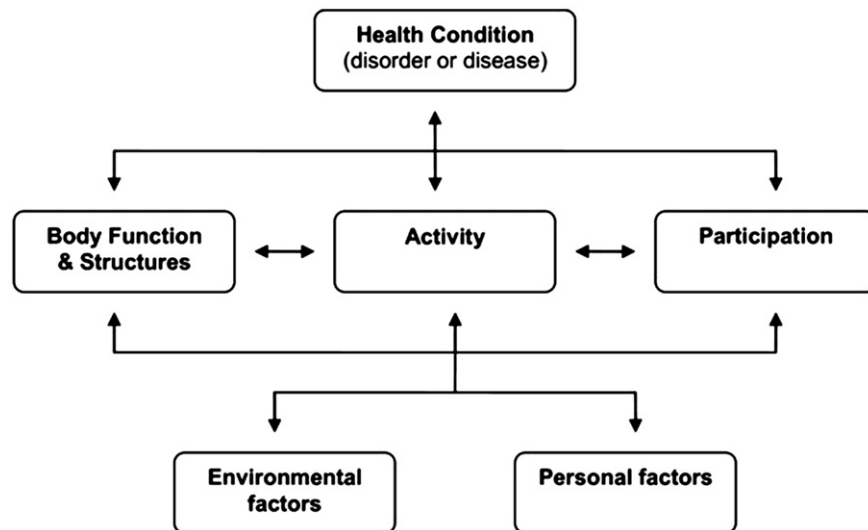 Health Condition
(disorder or disease)
Body Function
& Structures
Activity
Participation
Environmental
factors
Personal factors